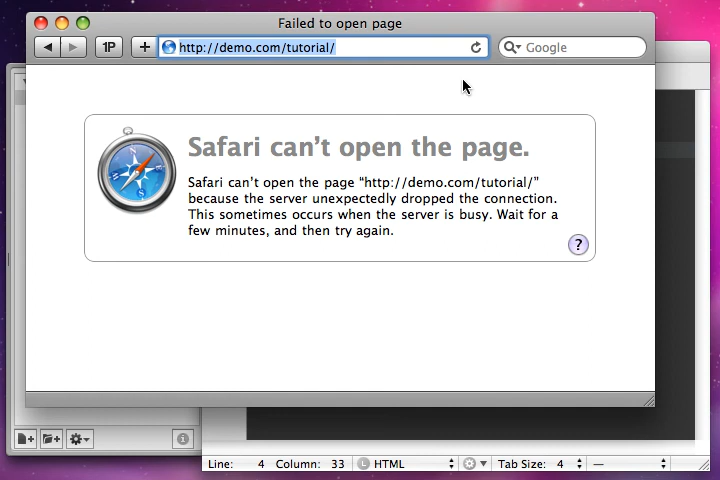 Failed to open page
1P
http://demo.com/tutorial/
Google
Safari can't open the page.
Safari can't open the page “http://demo.com/tutorial/”
because the server unexpectedly dropped the connection.
This sometimes occurs when the server is busy. Wait for a
few minutes, and then try again.
?
Line: 4 Column: 33 L HTML Tab Size: 4 —